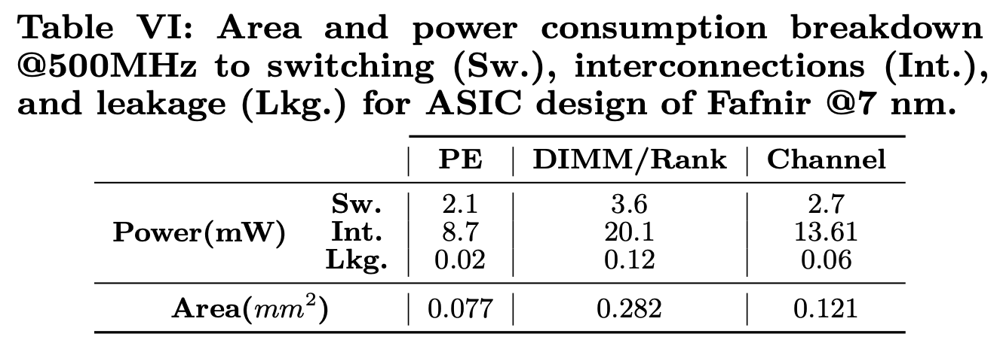 Table VI: Area and power consumption breakdown
@500MHz to switching (Sw.), interconnections (Int.),
and leakage (Lkg.) for ASIC design of Fafnir @7 nm.
PE DIMM/Rank Channel
Sw. 2.1 3.6 2.7
Power(mW) Int. 8.7 20.1 13.61
Lkg. 0.02 0.12 0.06
Area(mm²) 0.077 0.282 0.121